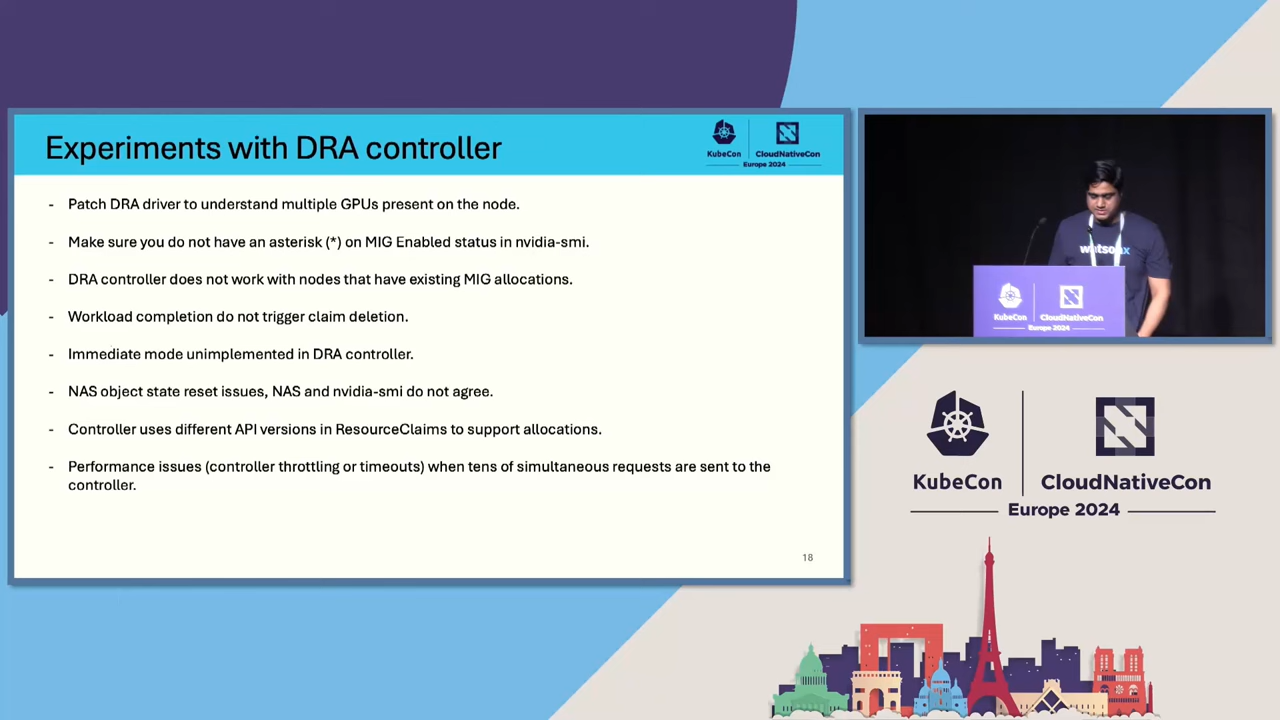 Experiments with DRA controller
KubeCon
CloudNativeCon
Europe 2024
- Patch DRA driver to understand multiple GPUs present on the node.
- Make sure you do not have an asterisk (*) on MIG Enabled status in nvidia-smi.
- DRA controller does not work with nodes that have existing MIG allocations.
- Workload completion do not trigger claim deletion.
- Immediate mode unimplemented in DRA controller.
- NAS object state reset issues, NAS and nvidia-smi do not agree.
- Controller uses different API versions in ResourceClaims to support allocations.
- Performance issues (controller throttling or timeouts) when tens of simultaneous requests are sent to the
controller.
18
watsonx
KubeCon
CloudNativeCon
Europe 2024
KubeCon
CloudNativeCon
Europe 2024